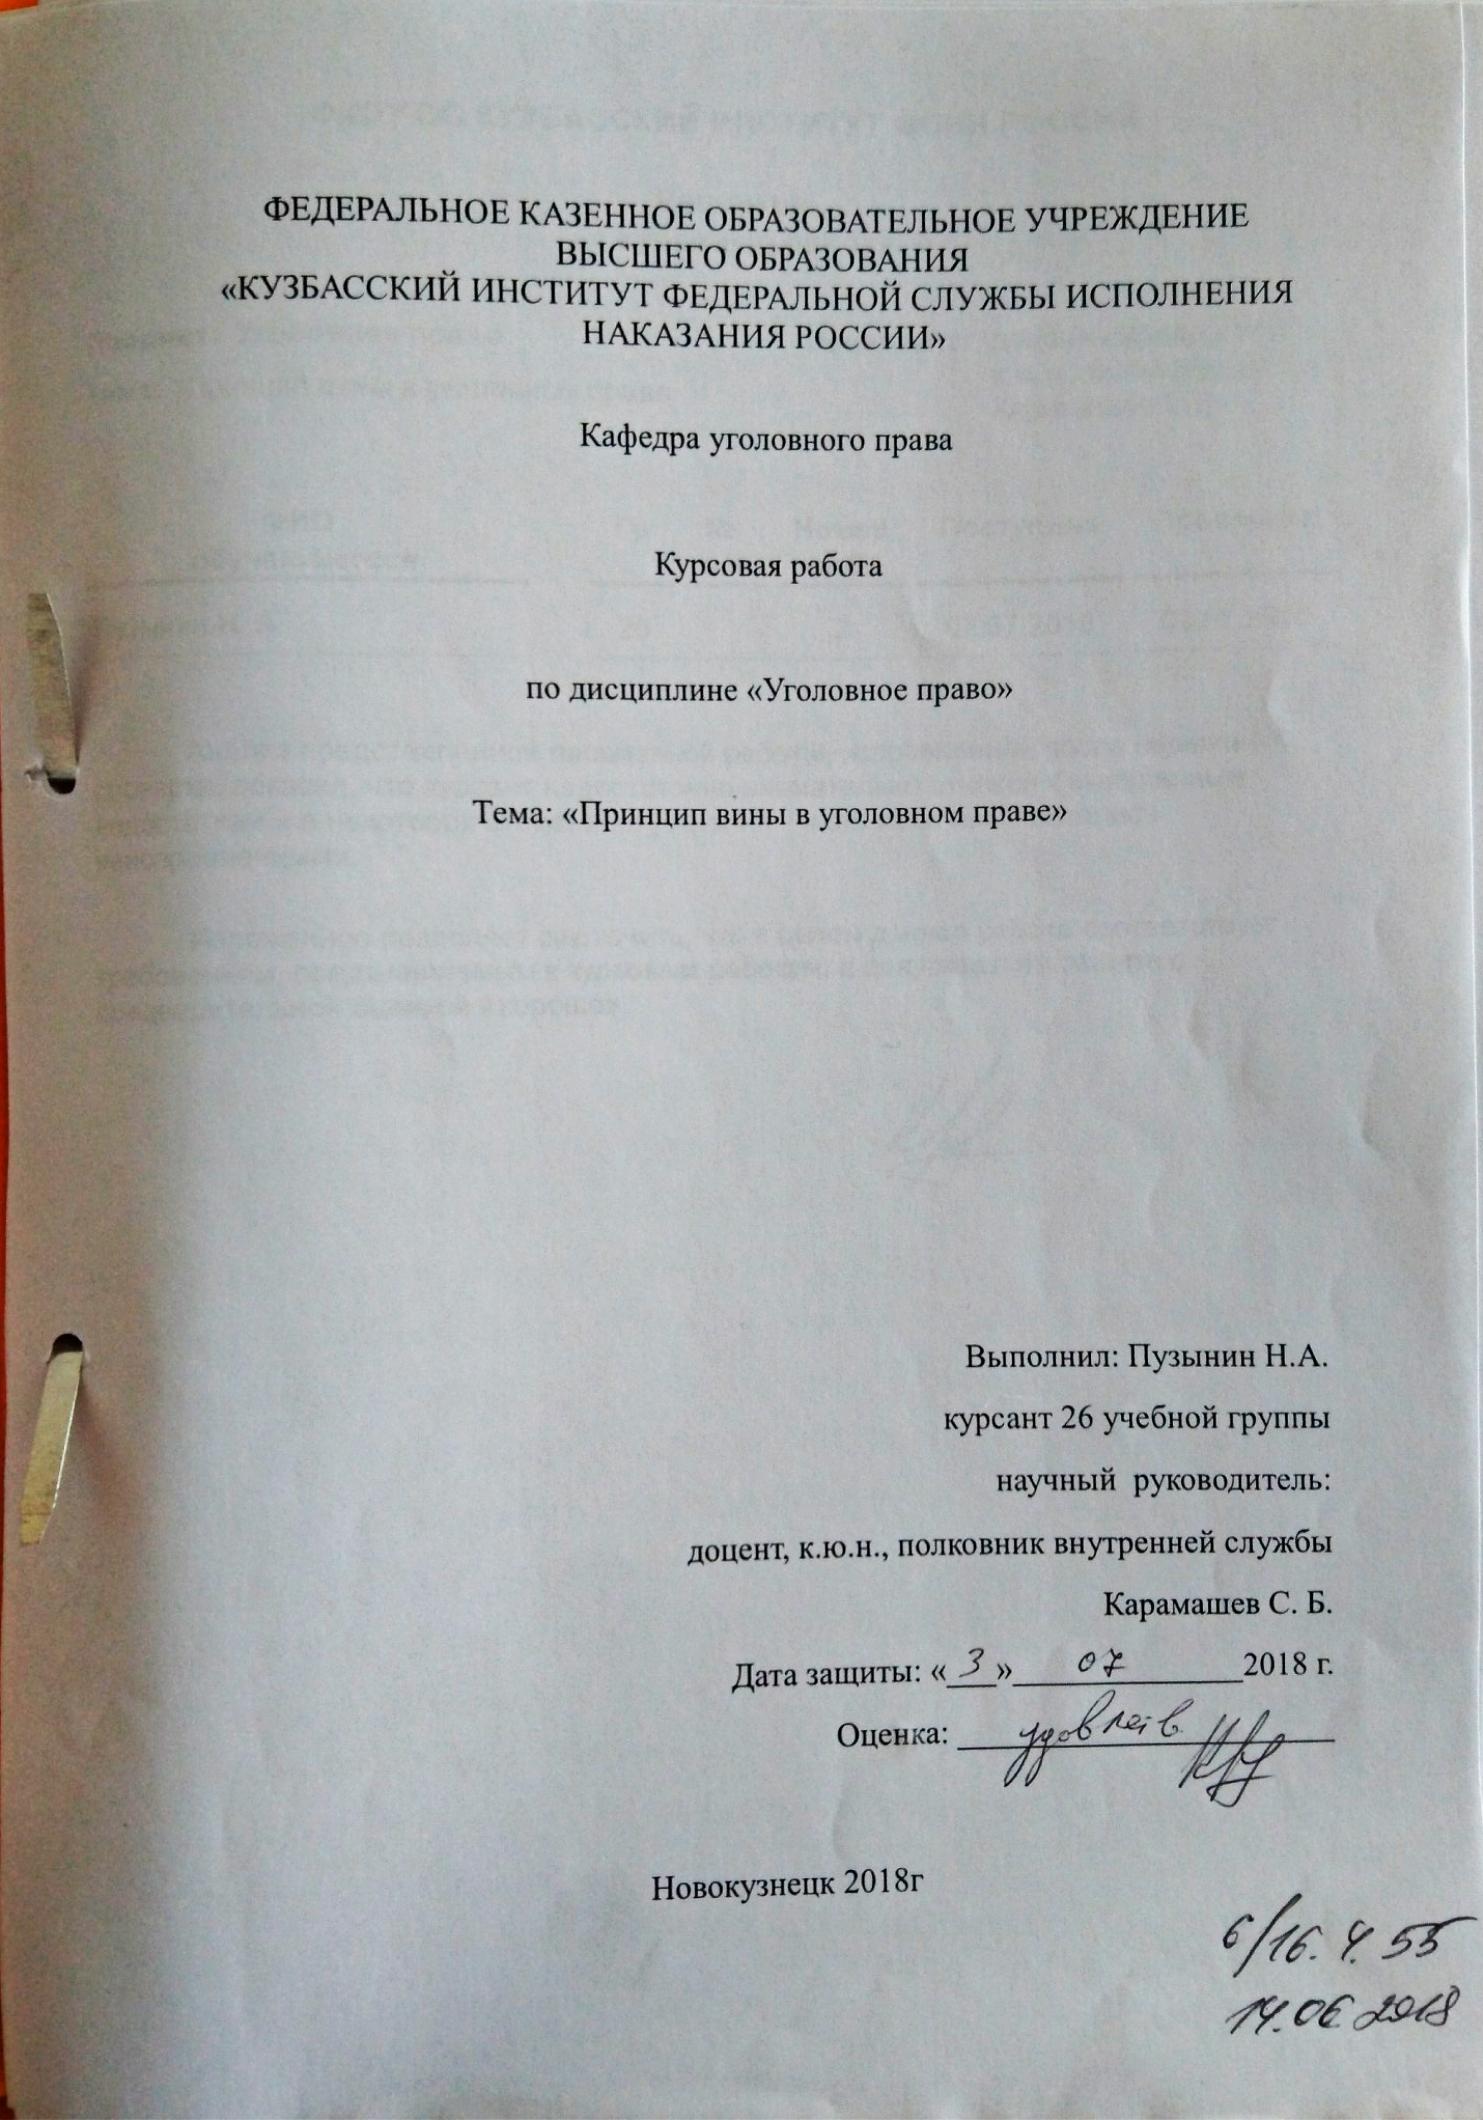 ФЕДЕРАЛЬНОЕ КАЗЕННОЕ ОБРАЗОВАТЕЛЬНОЕ УЧРЕЖДЕНИЕ
ВЫСШЕГО ОБРАЗОВАНИЯ
«КУЗБАССКИЙ ИНСТИТУТ ФЕДЕРАЛЬНОЙ СЛУЖБЫ ИСПОЛНЕНИЯ
НАКАЗАНИЯ РОССИИ»
Кафедра уголовного права
Курсовая работа
по дисциплине «Уголовное право»
Тема: «Принцип вины в уголовном праве»
Выполнил: Пузынин Н.А.
курсант 26 учебной группы
научный руководитель:
доцент, к.ю.н., полковник внутренней службы
Карамашев С. Б.
Дата защиты: «3» 07 2018 г.
Оценка:
Новокузнецк 2018г
6/16. 4. 55
14.06.2018